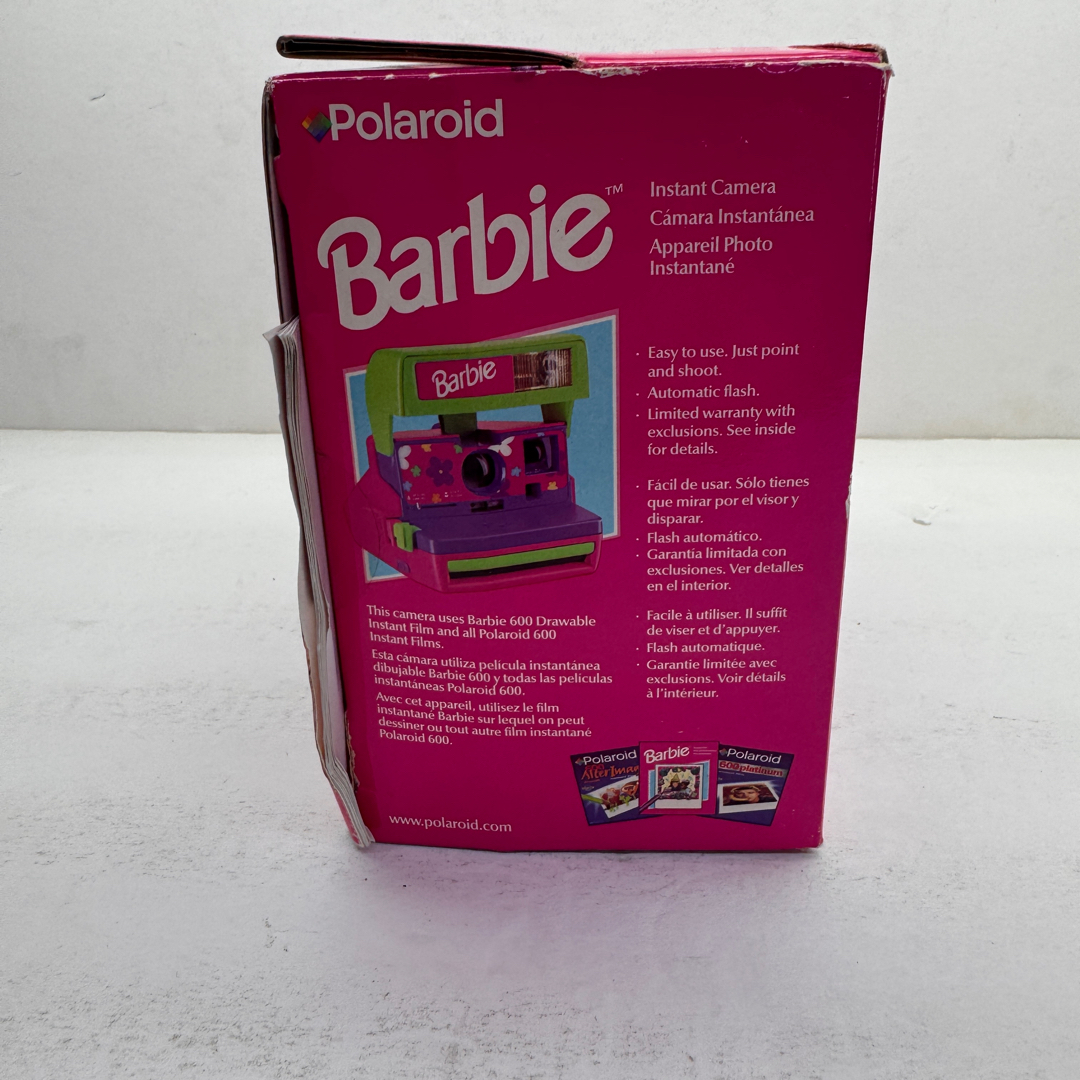 Polaroid
Barbie™
Instant Camera
Cámara Instantánea
Appareil Photo
Instantané
Barbie
· Easy to use. Just point
and shoot.
· Automatic flash.
· Limited warranty with
exclusions. See inside
for details.
· Fácil de usar. Sólo tienes
que mirar por el visor y
disparar.
· Flash automático.
· Garantía limitada con
exclusiones. Ver detalles
en el interior.
· Facile à utiliser. Il suffit
de viser et d'appuyer.
· Flash automatique.
· Garantie limitée avec
exclusions. Voir détails
à l'intérieur.
This camera uses Barbie 600 Drawable
Instant Film and all Polaroid 600
Instant Films.
Esta cámara utiliza película instantánea
dibujable Barbie 600 y todas las películas
instantáneas Polaroid 600.
Avec cet appareil, utilisez le film
instantané Barbie sur lequel on peut
dessiner ou tout autre film instantané
Polaroid 600.
Polaroid
Barbie
Polaroid
600 platinum
www.polaroid.com